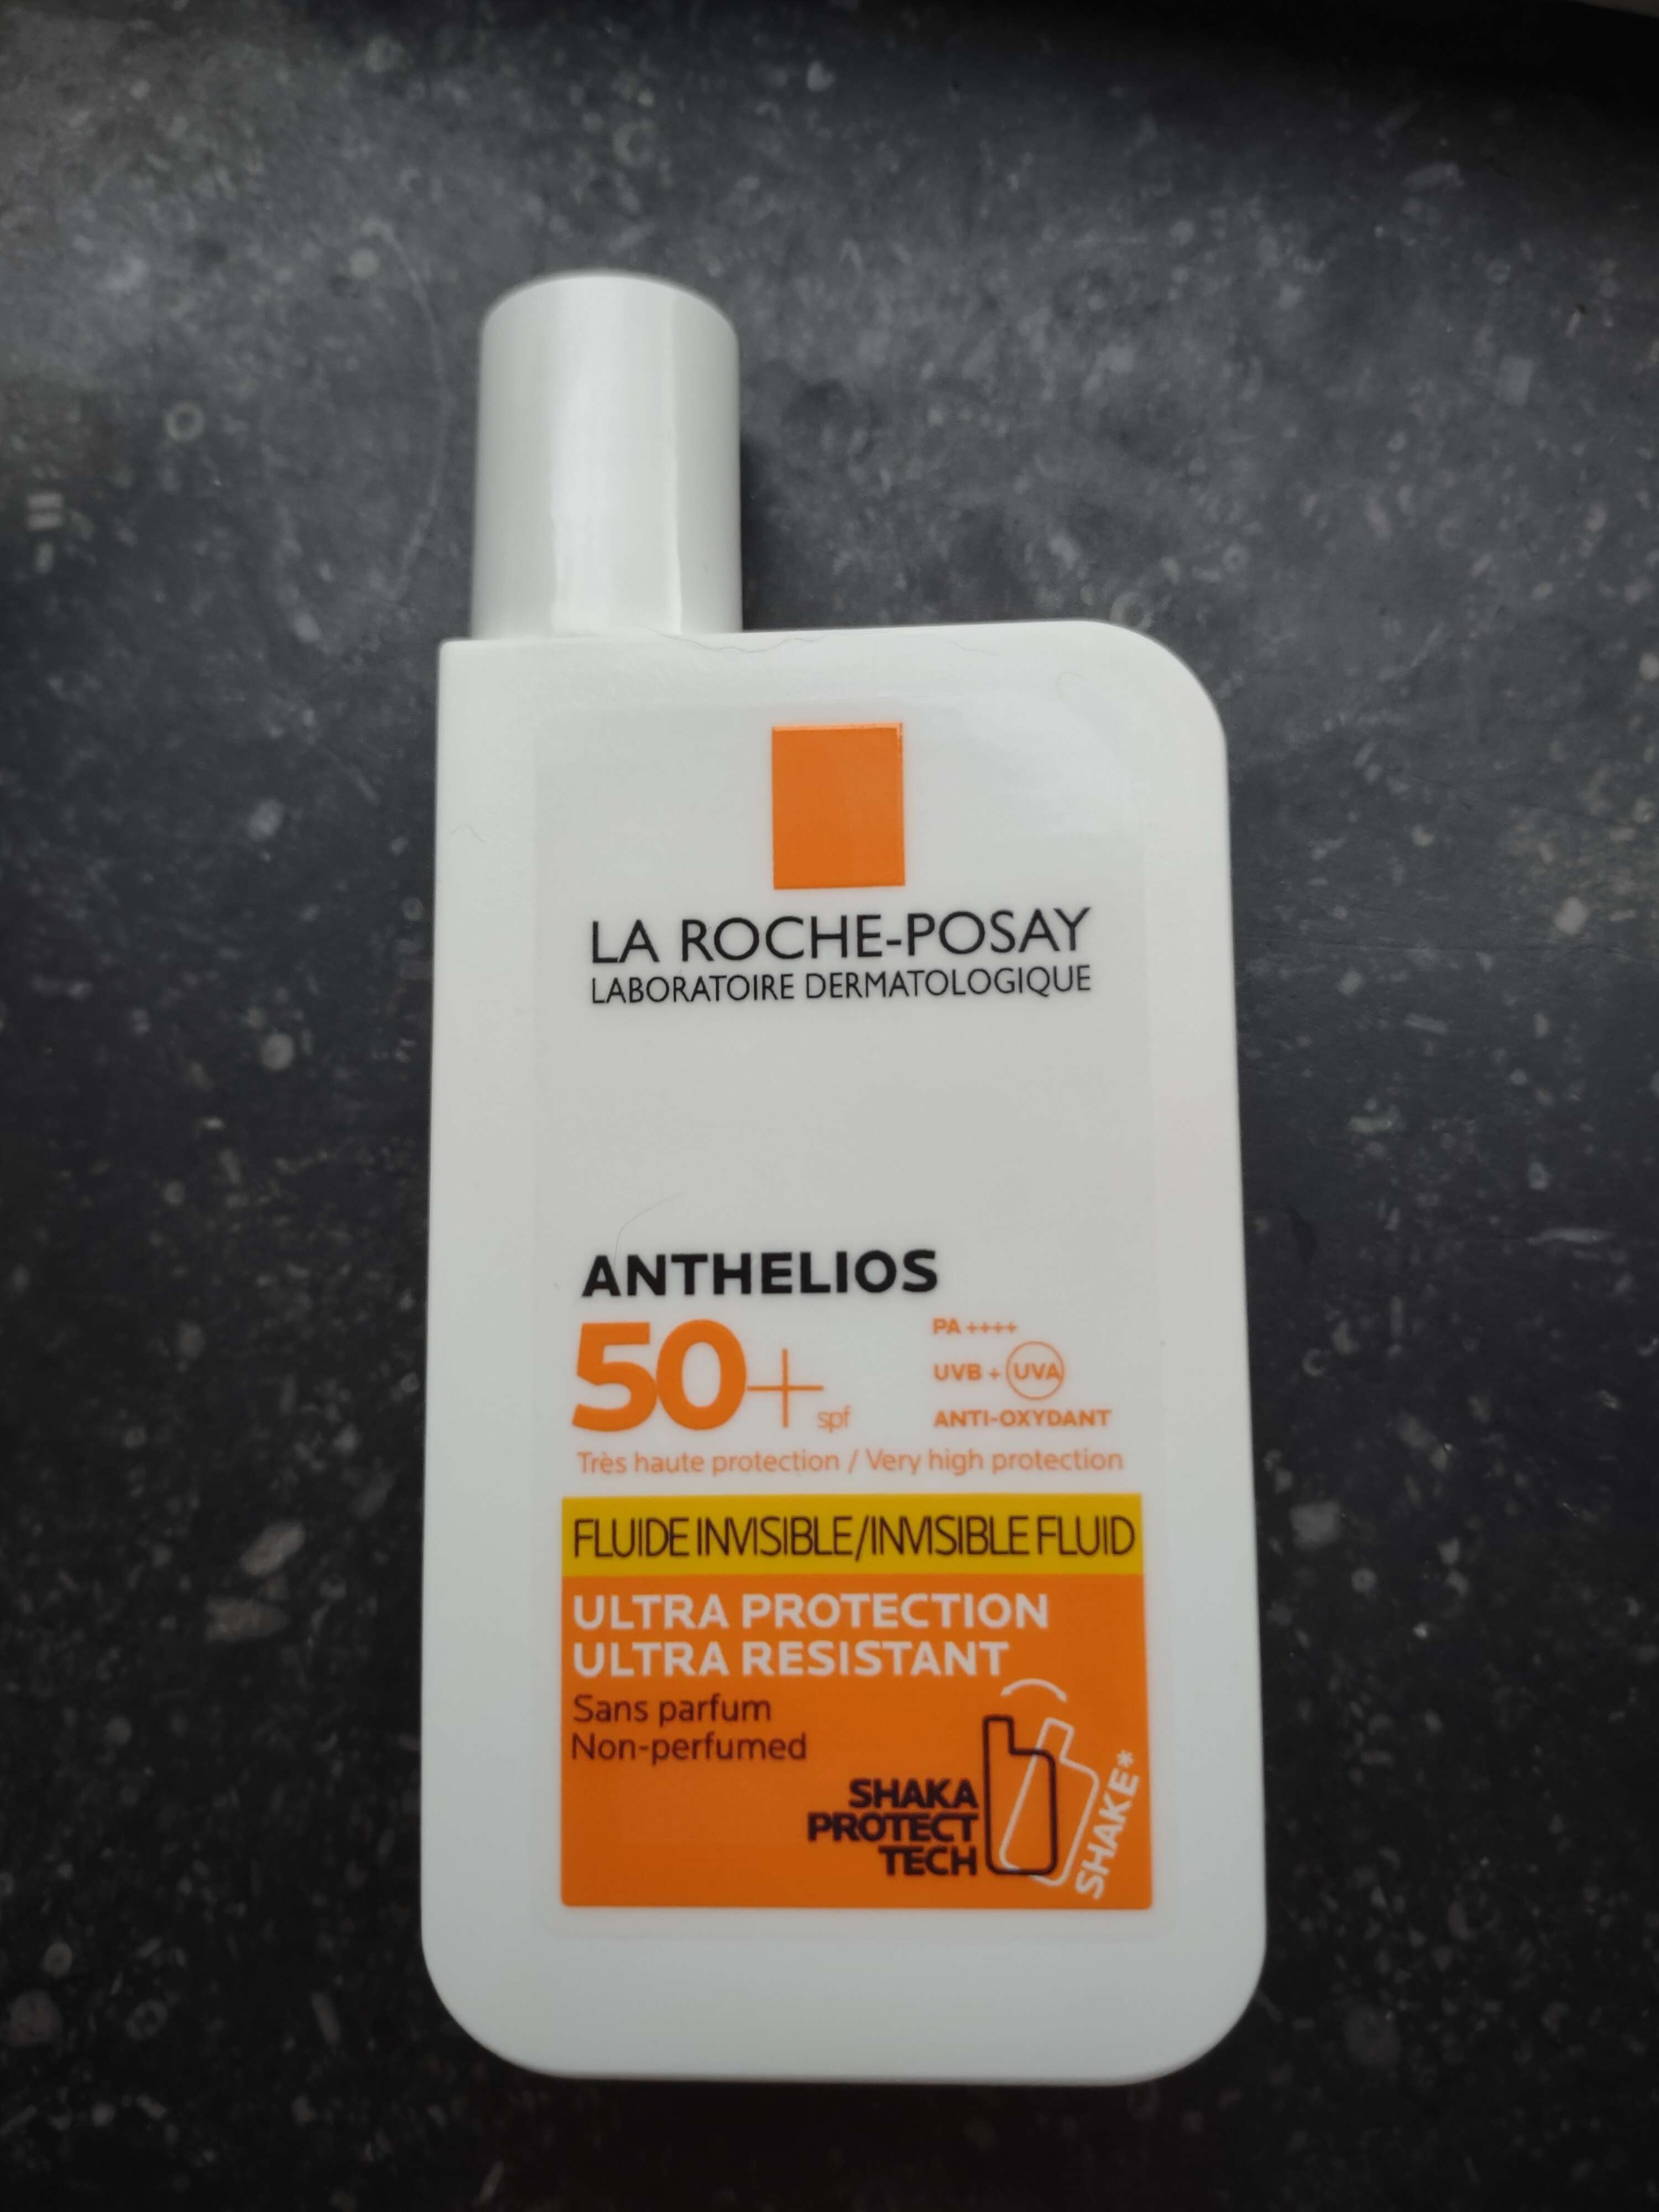 LA ROCHE-POSAY
LABORATOIRE DERMATOLOGIQUE
ANTHELIOS
50+ spf
PA ++++
UVB + UVA
ANTI-OXYDANT
Très haute protection / Very high protection
FLUIDE INVISIBLE/INVISIBLE FLUID
ULTRA PROTECTION
ULTRA RESISTANT
Sans parfum
Non-perfumed
SHAKA
PROTECT
TECH
SHAKE*